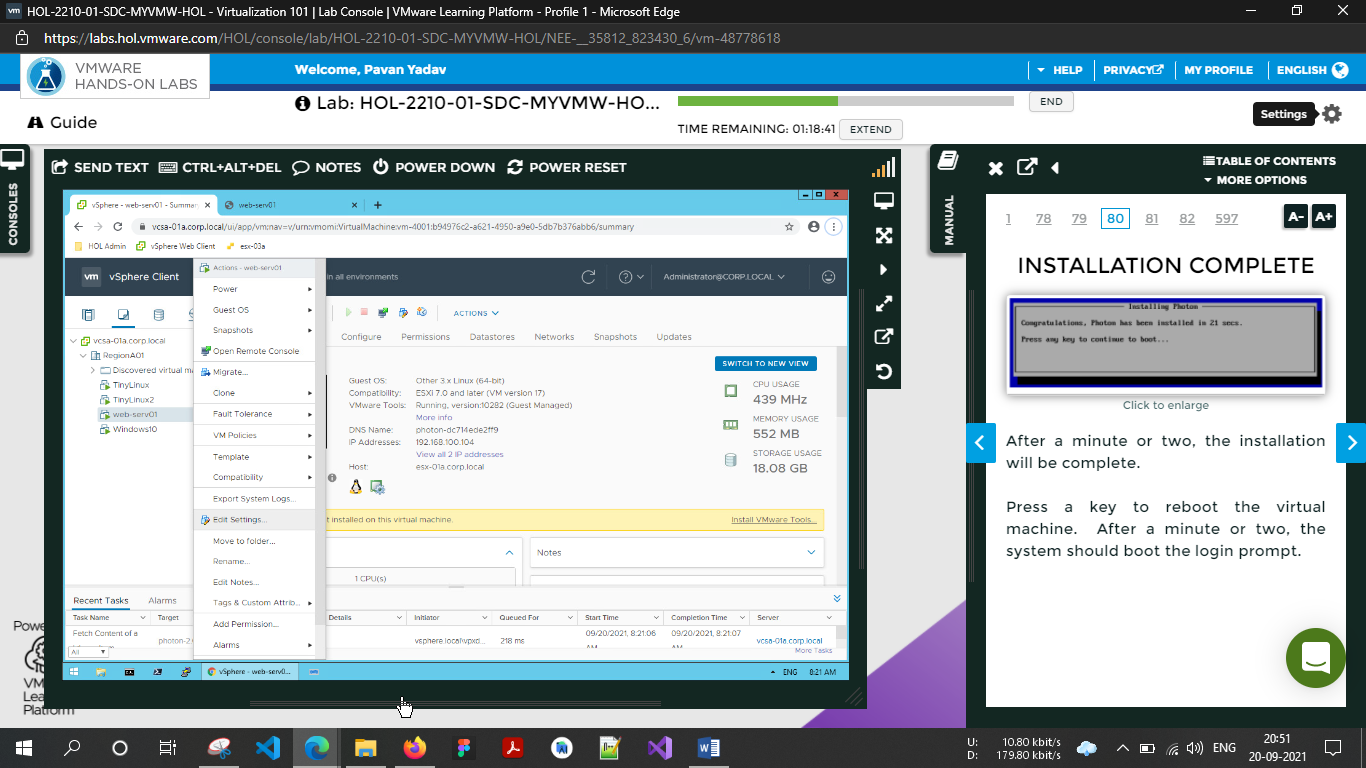 HOL-2210-01-SDC-MYVMW-HOL - Virtualization 101 | Lab Console | VMware Learning Platform - Profile 1 - Microsoft Edge
https://labs.hol.vmware.com/HOL/console/lab/HOL-2210-01-SDC-MYVMW-HOL/NEE-__35812_823430_6/vm-48778618
VMWARE
HANDS-ON LABS
Welcome, Pavan Yadav
HELP PRIVACY MY PROFILE ENGLISH
Lab: HOL-2210-01-SDC-MYVMW-HO...
END
Guide
TIME REMAINING: 01:18:41 EXTEND
Settings
CONSOLES
SEND TEXT CTRL+ALT+DEL NOTES POWER DOWN POWER RESET
vSphere - web-serv01 - Summar
web-serv01
vcsa-01a.corp.local/ui/app/vm;nav=v/urn:vmomi:VirtualMachine:vm-4001:b94976c2-a621-4950-a9e0-5db7b376abb6/summary
HOL Admin vSphere Web Client esx-03a
vm vSphere Client
in all environments
Administrator@CORP.LOCAL
vcsa-01a.corp.local
RegionA01
Discovered virtual ma
TinyLinux
TinyLinux2
web-serv01
Windows10
Actions - web-serv01
Power
Guest OS
Snapshots
Open Remote Console
Migrate...
Clone
Fault Tolerance
VM Policies
Template
Compatibility
Export System Logs...
Edit Settings...
Move to folder...
Rename...
Edit Notes...
Tags & Custom Attrib..
Add Permission...
Alarms
ACTIONS
Configure Permissions Datastores Networks Snapshots Updates
SWITCH TO NEW VIEW
Guest OS: Other 3.x Linux (64-bit)
Compatibility: ESXi 7.0 and later (VM version 17)
VMware Tools: Running, version:10282 (Guest Managed)
More info
DNS Name: photon-dc714ede2ff9
IP Addresses: 192.168.100.104
View all 2 IP addresses
Host: esx-01a.corp.local
CPU USAGE
439 MHz
MEMORY USAGE
552 MB
STORAGE USAGE
18.08 GB
t installed on this virtual machine. Install VMware Tools...
Notes
1 CPU(s)
Recent Tasks Alarms
Task Name Target Details Initiator Queued For Start Time Completion Time Server
Fetch Content of a
photon-2.
vsphere.local\vpxd...
218 ms
09/20/2021, 8:21:06
AM
09/20/2021, 8:21:07
AM
vcsa-01a.corp.local
All
More Tasks
vSphere - web-serv0...
ENG 8:21 AM
Powe
VM
Lea
Platform
MANUAL
TABLE OF CONTENTS
MORE OPTIONS
1 78 79 80 81 82 597
A- A+
INSTALLATION COMPLETE
Installing Photon
Congratulations, Photon has been installed in 21 secs.
Press any key to continue to boot...
Click to enlarge
After a minute or two, the installation
will be complete.
Press a key to reboot the virtual
machine. After a minute or two, the
system should boot the login prompt.
U: 10.80 kbit/s
D: 179.80 kbit/s
ENG
20:51
20-09-2021